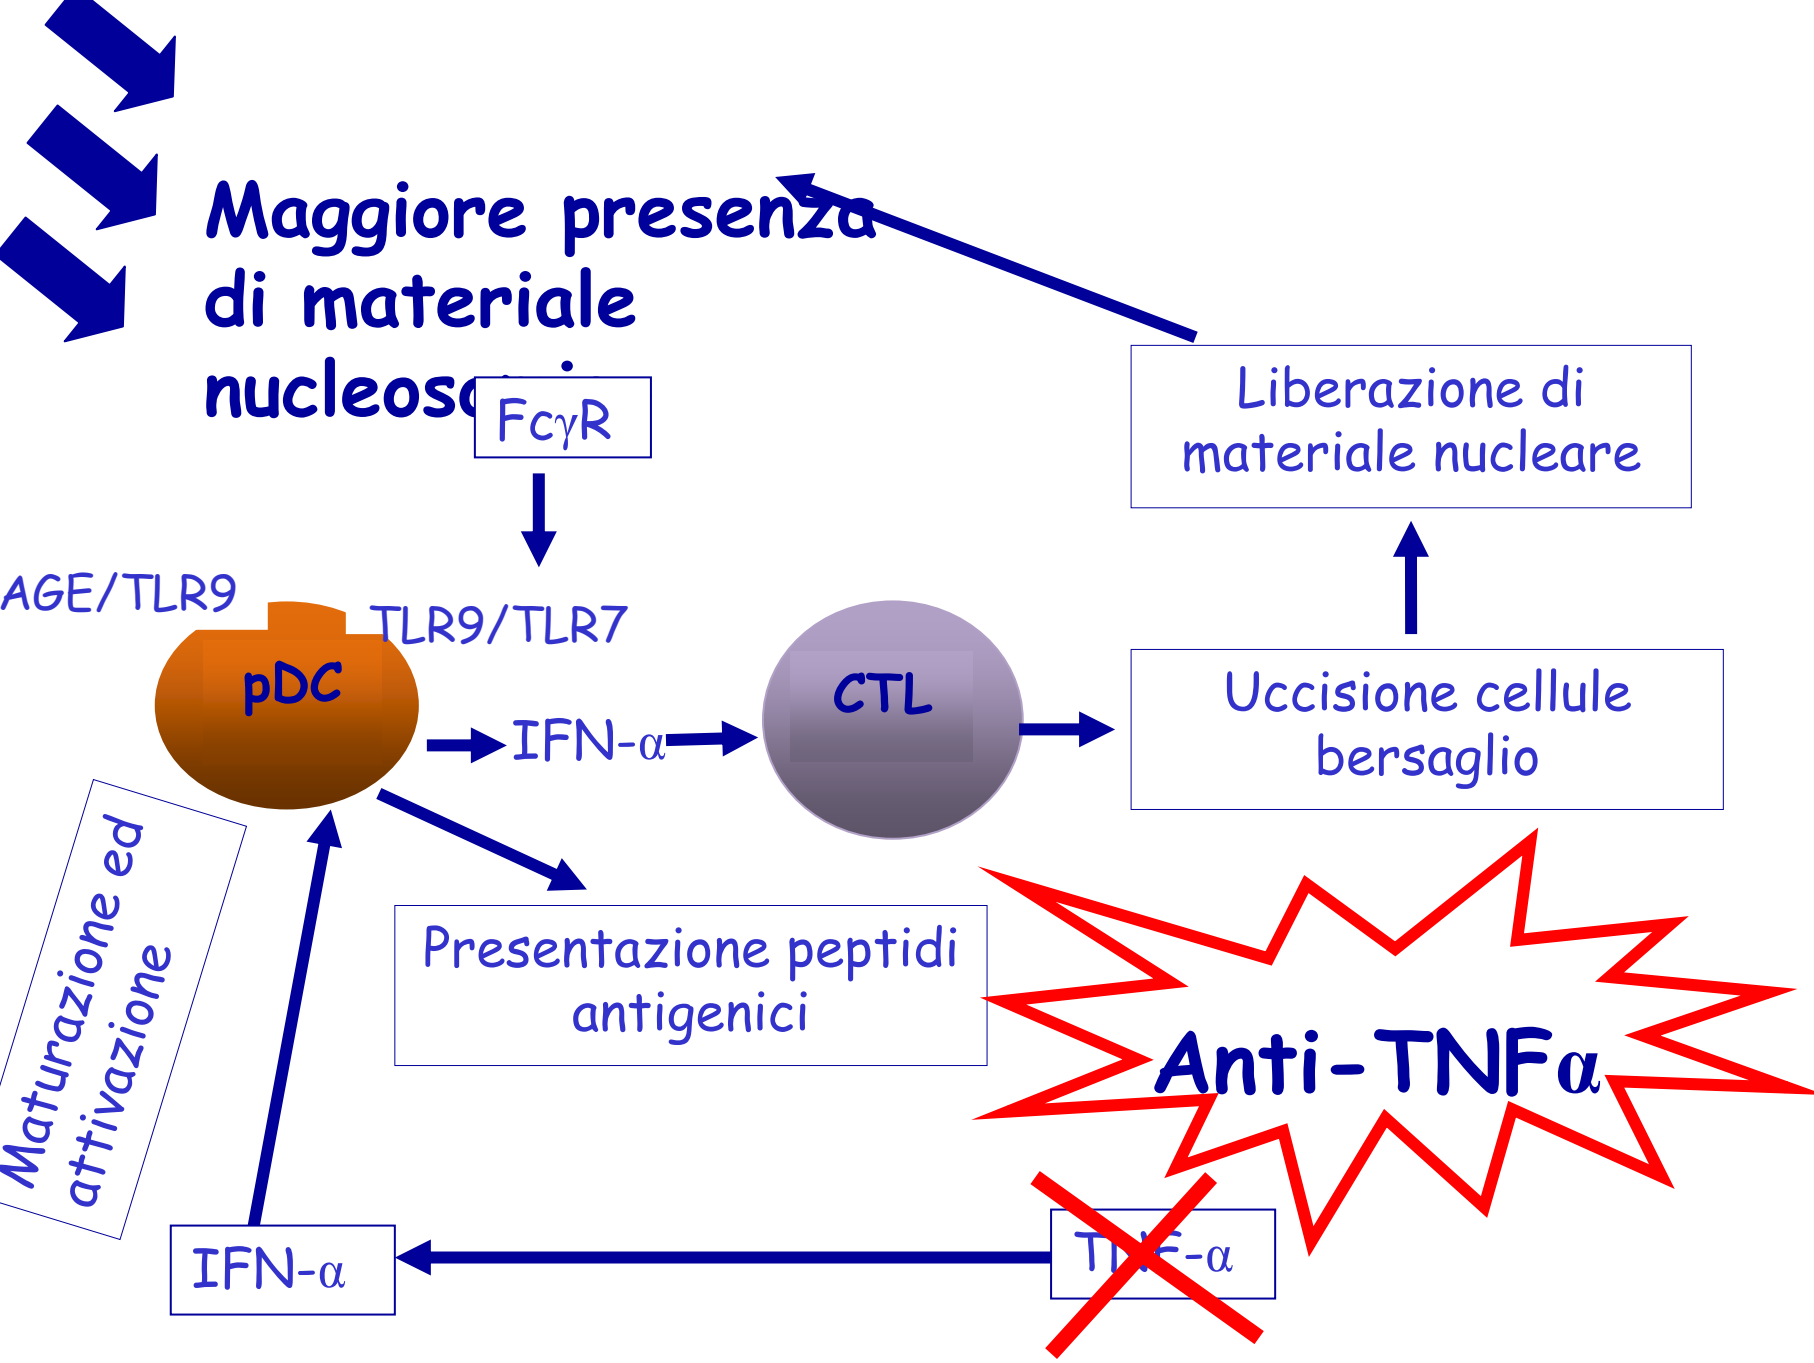 Maggiore presenza
di materiale
FcγR
Liberazione di
materiale nucleare
AGE/TLR9
TLR9/TLR7
pDC
CTL
IFN-α
Uccisione cellule
bersaglio
Maturazione ed
attivazione
Presentazione peptidi
antigenici
Anti-TNFα
IFN-α
TNF-α